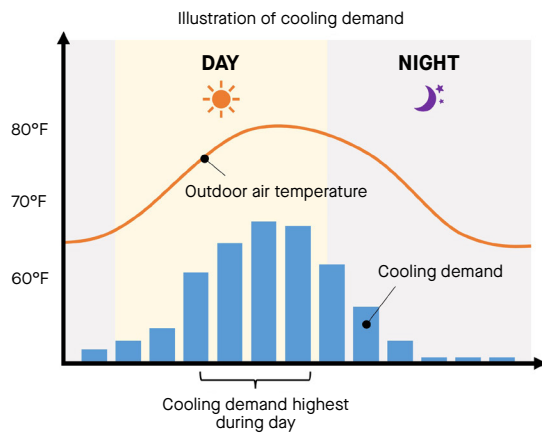 Illustration of cooling demand
DAY
NIGHT
80°F
70°F
60°F
Outdoor air temperature
Cooling demand
Cooling demand highest
during day